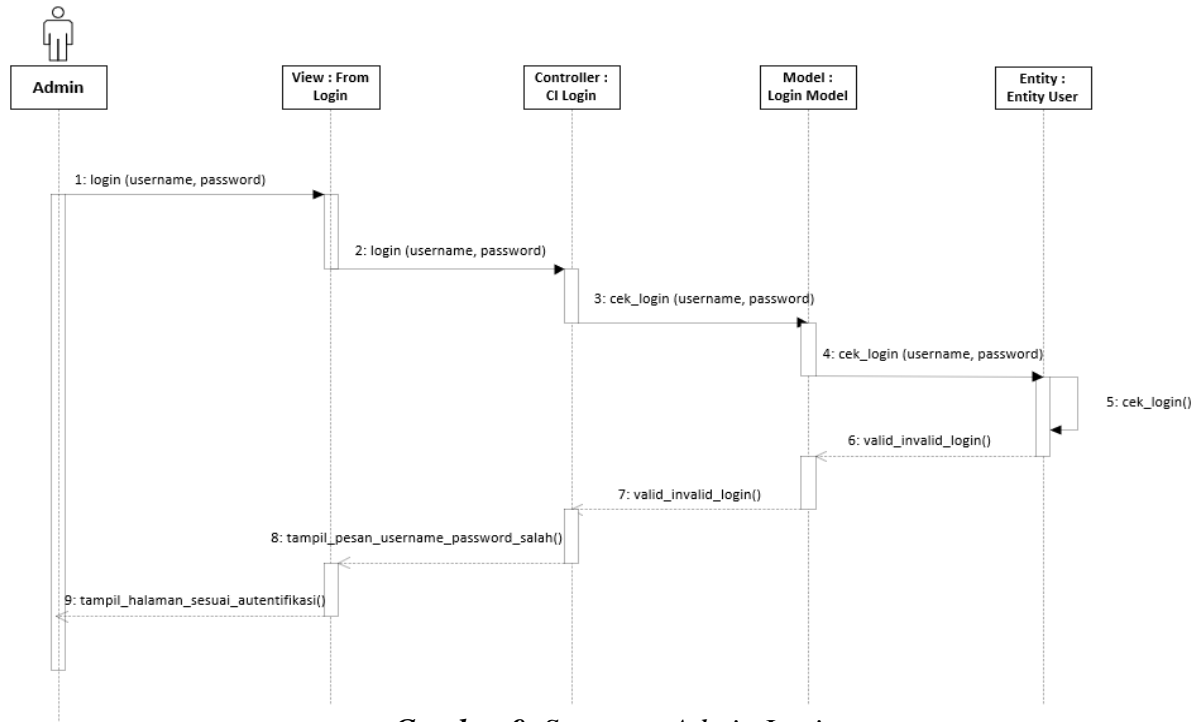 Admin
View : From
Login
Controller :
CI Login
Model :
Login Model
Entity :
Entity User
1: login (username, password)
2: login (username, password)
3: cek_login (username, password)
4: cek_login (username, password)
5: cek_login()
6: valid_invalid_login()
7: valid_invalid_login()
8: tampil_pesan_username_password_salah()
9: tampil_halaman_sesuai_autentifikasi()